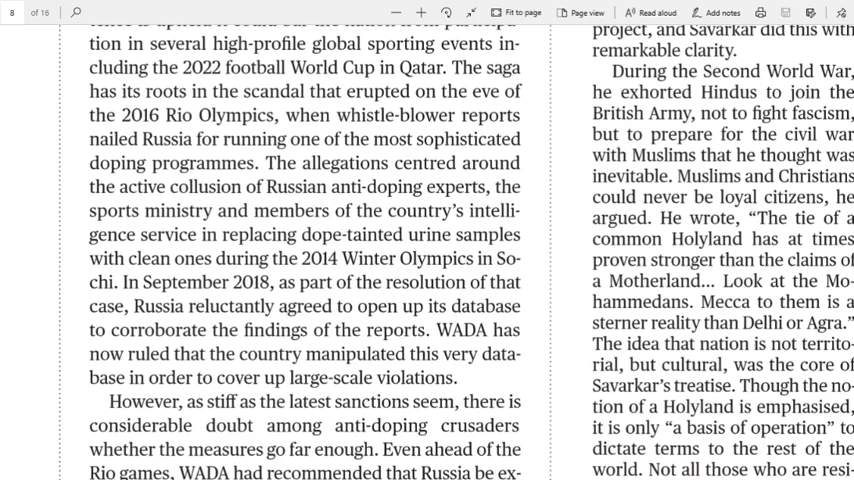 8 of 16
Fit to page
Page view
Read aloud
Add notes
tion in several high-profile global sporting events in-
cluding the 2022 football World Cup in Qatar. The saga
has its roots in the scandal that erupted on the eve of
the 2016 Rio Olympics, when whistle-blower reports
nailed Russia for running one of the most sophisticated
doping programmes. The allegations centred around
the active collusion of Russian anti-doping experts, the
sports ministry and members of the country’s intelli-
gence service in replacing dope-tainted urine samples
with clean ones during the 2014 Winter Olympics in So-
chi. In September 2018, as part of the resolution of that
case, Russia reluctantly agreed to open up its database
to corroborate the findings of the reports. WADA has
now ruled that the country manipulated this very data-
base in order to cover up large-scale violations.
However, as stiff as the latest sanctions seem, there is
considerable doubt among anti-doping crusaders
whether the measures go far enough. Even ahead of the
Rio games, WADA had recommended that Russia be ex-
project, and Savarkar did this with
remarkable clarity.
During the Second World War,
he exhorted Hindus to join the
British Army, not to fight fascism,
but to prepare for the civil war
with Muslims that he thought was
inevitable. Muslims and Christians
could never be loyal citizens, he
argued. He wrote, “The tie of a
common Holyland has at times
proven stronger than the claims of
a Motherland... Look at the Mo-
hammedans. Mecca to them is a
sterner reality than Delhi or Agra.”
The idea that nation is not territo-
rial, but cultural, was the core of
Savarkar’s treatise. Though the no-
tion of a Holyland is emphasised,
it is only “a basis of operation” to
dictate terms to the rest of the
world. Not all those who are resi-